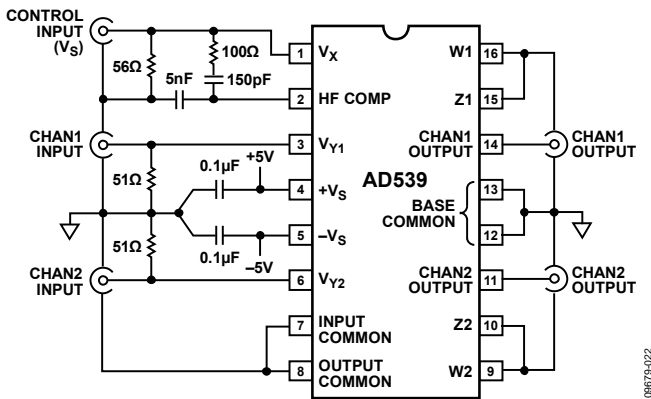 CONTROL
INPUT
(VS)
56Ω
5nF
100Ω
150pF
1 VX
2 HF COMP
CHAN1
INPUT
51Ω
0.1µF
+5V
3 VY1
4 +VS
5 –VS
6 VY2
51Ω
0.1µF
–5V
CHAN2
INPUT
7 INPUT
COMMON
8 OUTPUT
COMMON
AD539
W1 16
Z1 15
CHAN1
OUTPUT 14
CHAN1
OUTPUT
13
BASE
COMMON
12
CHAN2
OUTPUT 11
CHAN2
OUTPUT
Z2 10
W2 9
09679-022